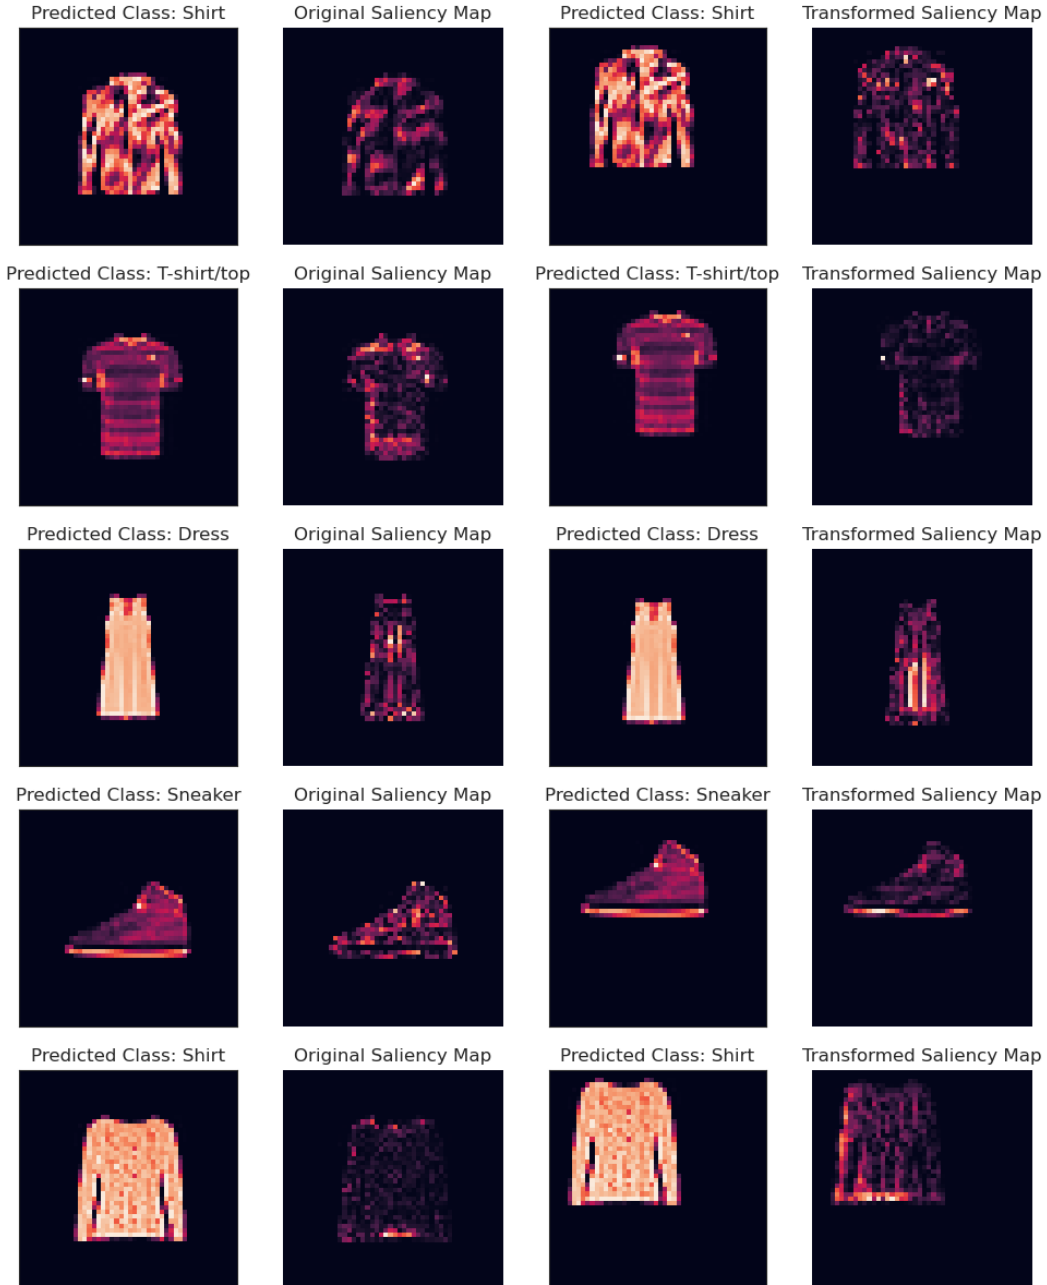 Predicted Class: Shirt Original Saliency Map Predicted Class: Shirt Transformed Saliency Map
Predicted Class: T-shirt/top Original Saliency Map Predicted Class: T-shirt/top Transformed Saliency Map
Predicted Class: Dress Original Saliency Map Predicted Class: Dress Transformed Saliency Map
Predicted Class: Sneaker Original Saliency Map Predicted Class: Sneaker Transformed Saliency Map
Predicted Class: Shirt Original Saliency Map Predicted Class: Shirt Transformed Saliency Map